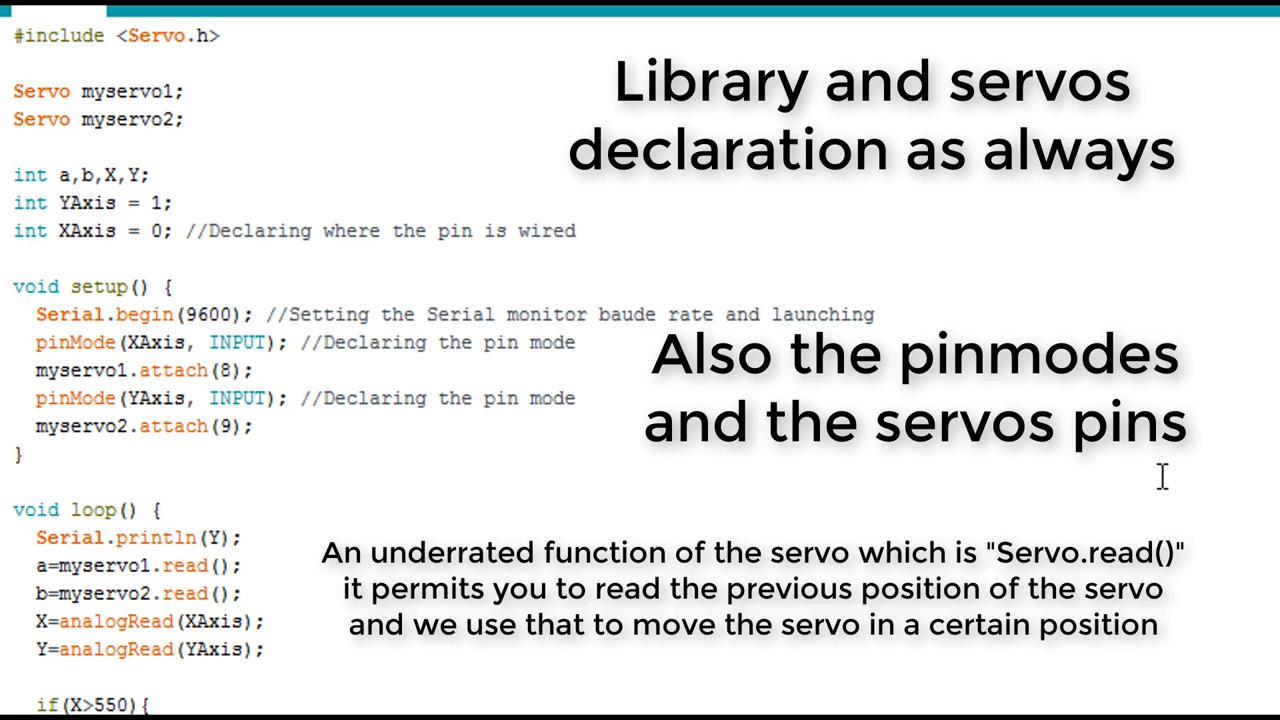 #include <Servo.h>
Library and servos
declaration as always
Servo myservo1;
Servo myservo2;
int a,b,X,Y;
int YAxis = 1;
int XAxis = 0; //Declaring where the pin is wired
void setup() {
Serial.begin(9600); //Setting the Serial monitor baude rate and launching
pinMode(XAxis, INPUT); //Declaring the pin mode
myservo1.attach(8);
pinMode(YAxis, INPUT); //Declaring the pin mode
myservo2.attach(9);
}
Also the pinmodes
and the servos pins
void loop() {
Serial.println(Y);
a=myservo1.read();
b=myservo2.read();
X=analogRead(XAxis);
Y=analogRead(YAxis);
if(X>550){
An underrated function of the servo which is "Servo.read()"
it permits you to read the previous position of the servo
and we use that to move the servo in a certain position